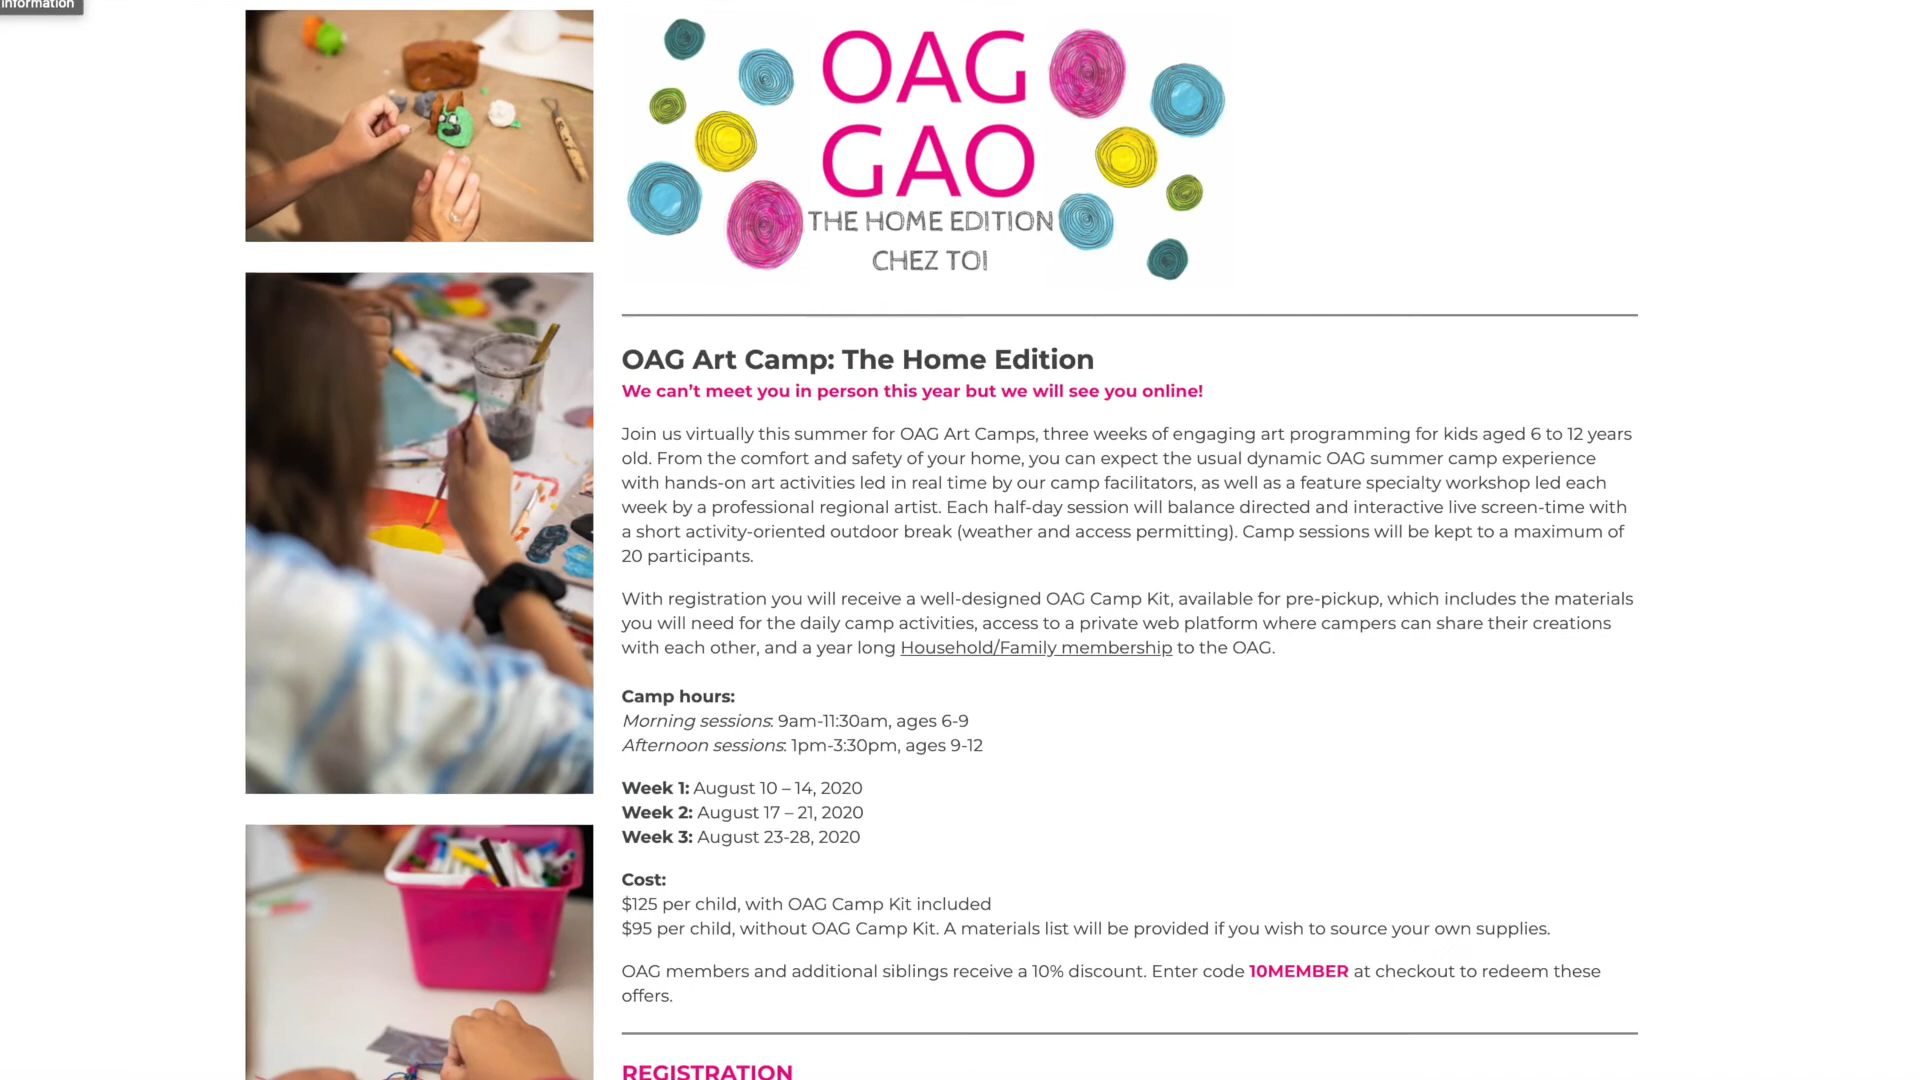 information
OAG
GAO
THE HOME EDITION
CHEZ TOI
OAG Art Camp: The Home Edition
We can’t meet you in person this year but we will see you online!
Join us virtually this summer for OAG Art Camps, three weeks of engaging art programming for kids aged 6 to 12 years
old. From the comfort and safety of your home, you can expect the usual dynamic OAG summer camp experience
with hands-on art activities led in real time by our camp facilitators, as well as a feature specialty workshop led each
week by a professional regional artist. Each half-day session will balance directed and interactive live screen-time with
a short activity-oriented outdoor break (weather and access permitting). Camp sessions will be kept to a maximum of
20 participants.
With registration you will receive a well-designed OAG Camp Kit, available for pre-pickup, which includes the materials
you will need for the daily camp activities, access to a private web platform where campers can share their creations
with each other, and a year long Household/Family membership to the OAG.
Camp hours:
Morning sessions: 9am-11:30am, ages 6-9
Afternoon sessions: 1pm-3:30pm, ages 9-12
Week 1: August 10 – 14, 2020
Week 2: August 17 – 21, 2020
Week 3: August 23-28, 2020
Cost:
$125 per child, with OAG Camp Kit included
$95 per child, without OAG Camp Kit. A materials list will be provided if you wish to source your own supplies.
OAG members and additional siblings receive a 10% discount. Enter code 10MEMBER at checkout to redeem these
offers.
REGISTRATION